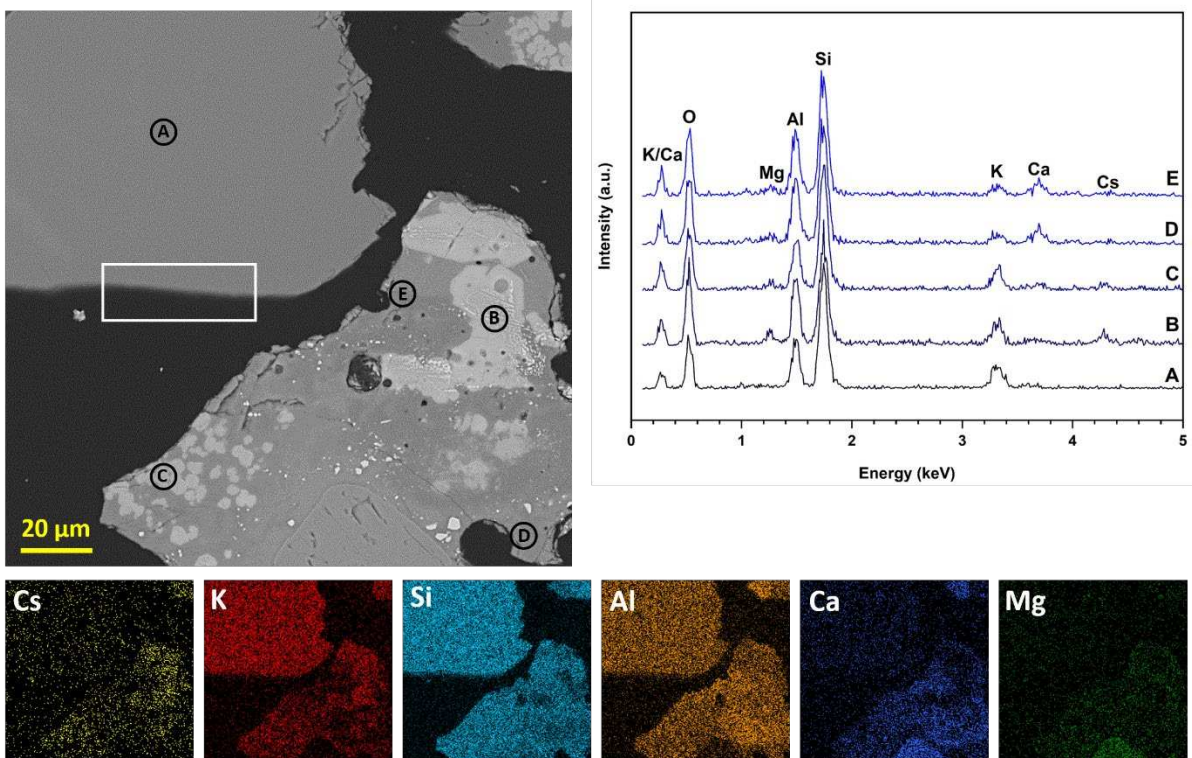 A
E
B
C
D
20 µm
Intensity (a.u.)
K/Ca
O
Mg
Al
Si
K
Ca
Cs
E
D
C
B
A
0 1 2 3 4 5
Energy (keV)
Cs K Si Al Ca Mg